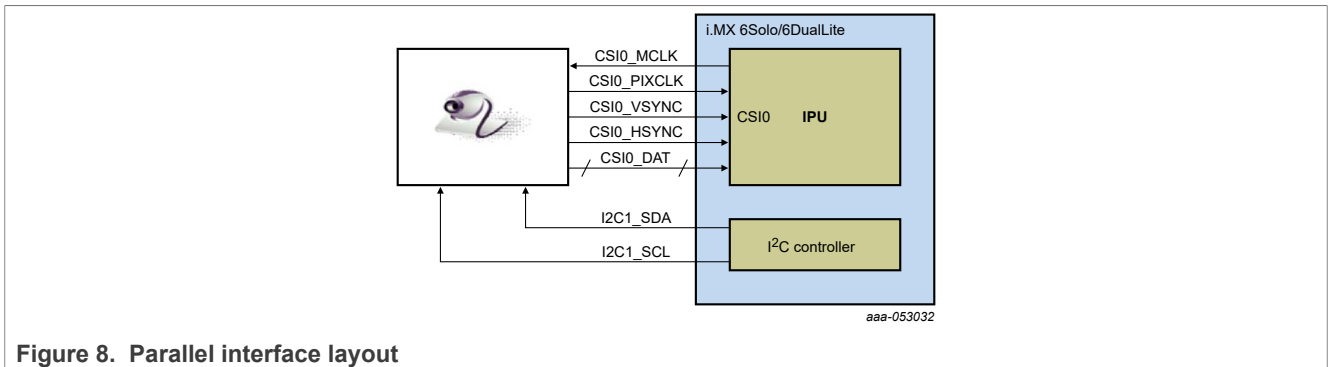 i.MX 6Solo/6DualLite
CSI0_MCLK
CSI0_PIXCLK
CSI0_VSYNC
CSI0 IPU
CSI0_HSYNC
CSI0_DAT
I2C1_SDA
I2C controller
I2C1_SCL
aaa-053032
Figure 8. Parallel interface layout